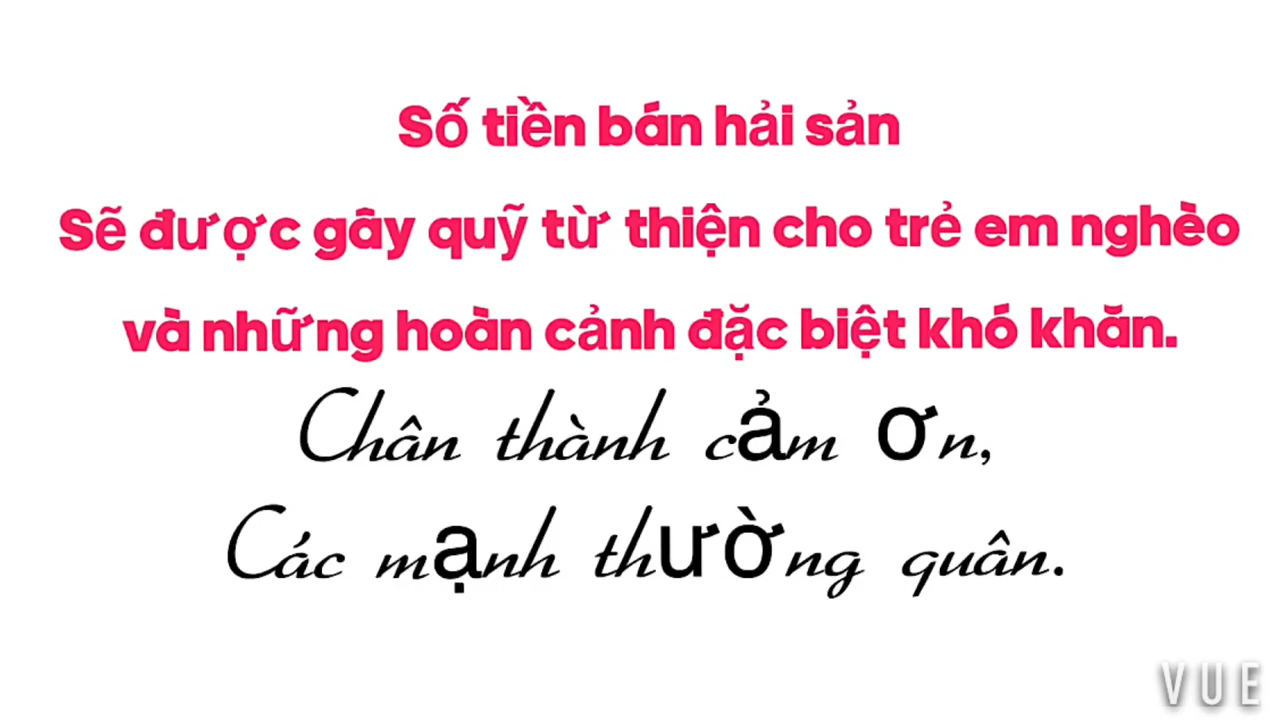 Số tiền bán hải sản
Sẽ được gây quỹ từ thiện cho trẻ em nghèo
và những hoàn cảnh đặc biệt khó khăn.
Chân thành cảm ơn,
Các mạnh thường quân.
VUE